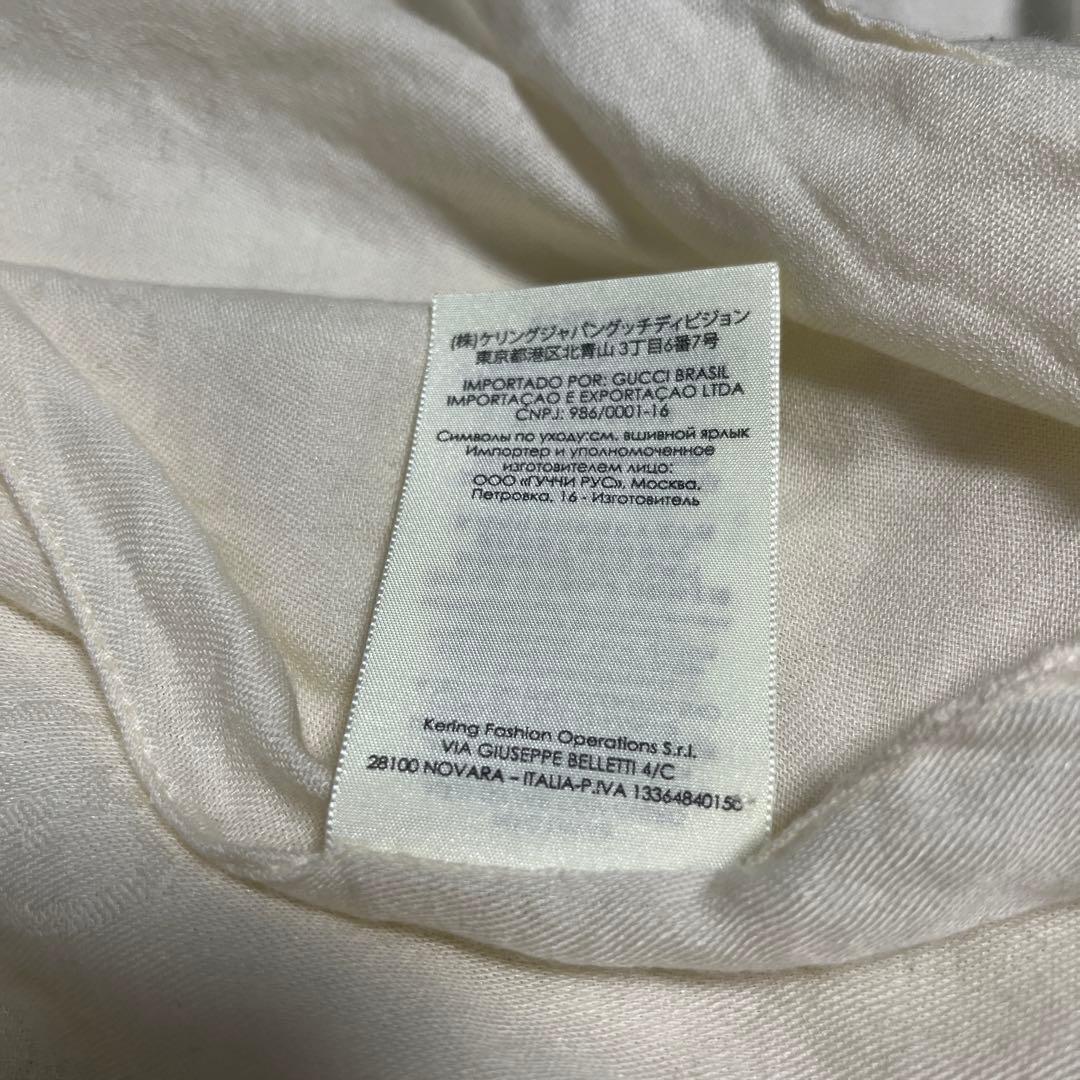 (株)ケリングジャパングッチディビジョン
東京都港区北青山3丁目6番7号
IMPORTADO POR: GUCCI BRASIL
IMPORTAÇAO E EXPORTAÇAO LTDA
CNPJ: 986/0001-16
Символы по уходу:см. вшивной ярлык
Импортер и уполномоченное
изготовителем лицо:
ООО «ГУЧЧИ РУС», Москва,
Петровка, 16 - Изготовитель
Kering Fashion Operations S.r.l.
VIA GIUSEPPE BELLETTI 4/C
28100 NOVARA – ITALIA-P.IVA 13364840158